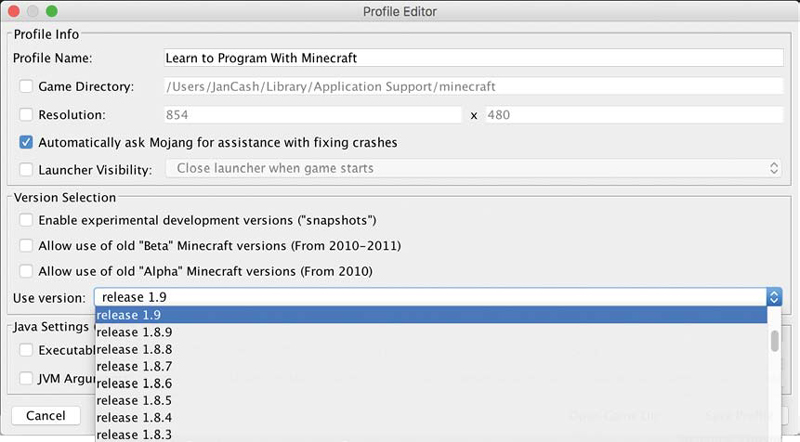 Profile Editor
Profile Info
Profile Name: Learn to Program With Minecraft
Game Directory: /Users/JanCash/Library/Application Support/minecraft
Resolution: 854 x 480
Automatically ask Mojang for assistance with fixing crashes
Launcher Visibility: Close launcher when game starts
Version Selection
Enable experimental development versions ("snapshots")
Allow use of old "Beta" Minecraft versions (From 2010-2011)
Allow use of old "Alpha" Minecraft versions (From 2010)
Use version: release 1.9
release 1.9
Java Settings (
release 1.8.9
Executabl
release 1.8.8
release 1.8.7
JVM Argu
release 1.8.6
release 1.8.5
Cancel
release 1.8.4
release 1.8.3